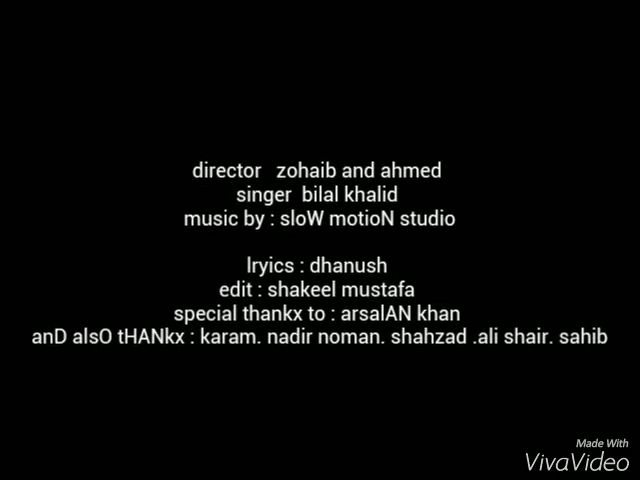 director zohaib and ahmed
singer bilal khalid
music by : sloW motioN studio
lryics : dhanush
edit : shakeel mustafa
special thankx to : arsalAN khan
anD alsO tHANkx : karam. nadir noman. shahzad .ali shair. sahib
Made With
VivaVideo